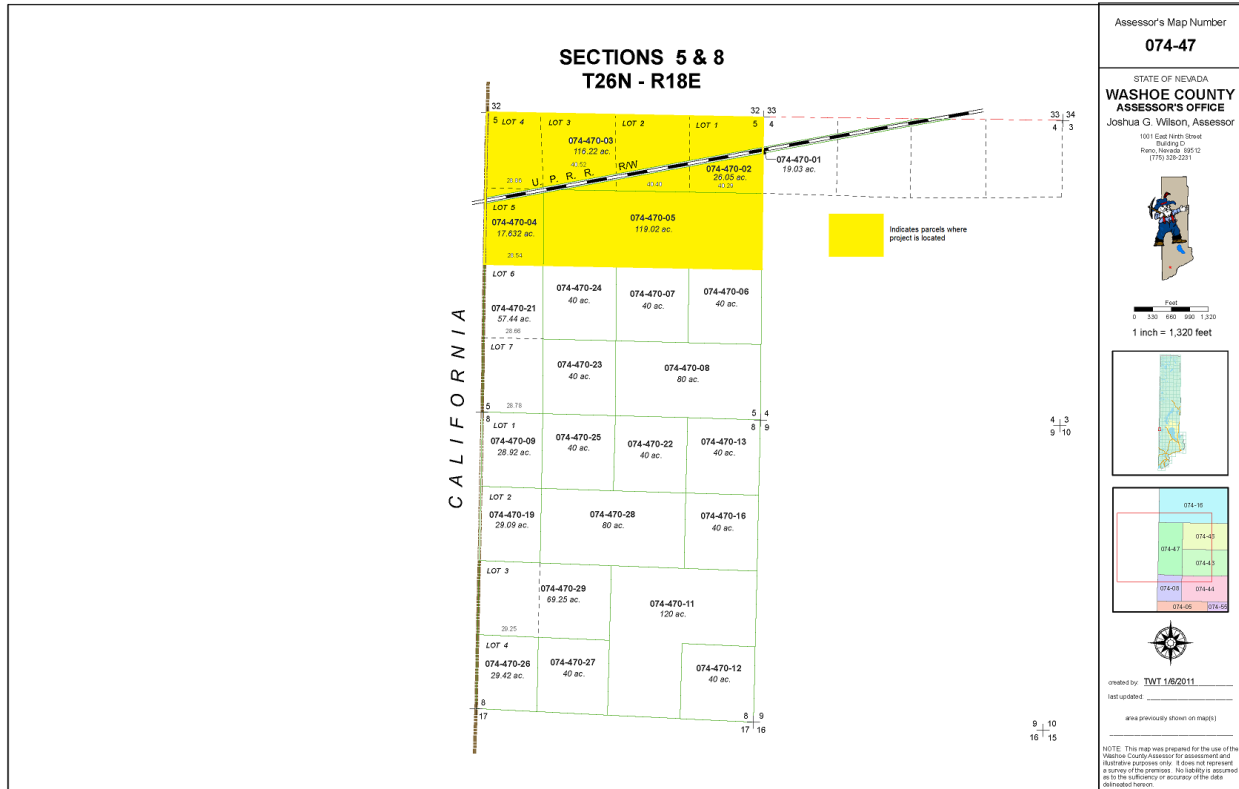 SECTIONS 5 & 8
T26N - R18E
32
32 33
33 34
5
LOT 4
LOT 3
LOT 2
LOT 1
5 4
4 3
074-470-03
116.22 ac.
40.52
074-470-01
19.03 ac.
074-470-02
26.05 ac.
28.86
U. P. R. R. R/W
40.40
40.29
LOT 5
074-470-04
17.632 ac.
074-470-05
119.02 ac.
Indicates parcels where
project is located
LOT 6
074-470-24
40 ac.
074-470-07
40 ac.
074-470-06
40 ac.
074-470-21
57.44 ac.
28.66
CALIFORNIA
LOT 7
074-470-23
40 ac.
074-470-08
80 ac.
28.78
5
8
5 4
8 9
4 3
9 10
LOT 1
074-470-09
28.92 ac.
074-470-25
40 ac.
074-470-22
40 ac.
074-470-13
40 ac.
LOT 2
074-470-19
29.09 ac.
074-470-28
80 ac.
074-470-16
40 ac.
LOT 3
074-470-29
69.25 ac.
074-470-11
120 ac.
29.25
LOT 4
074-470-26
29.42 ac.
074-470-27
40 ac.
074-470-12
40 ac.
8
17
8 9
17 16
9 10
16 15
Assessor's Map Number
074-47
STATE OF NEVADA
WASHOE COUNTY
ASSESSOR'S OFFICE
Joshua G. Wilson, Assessor
1001 East Ninth Street
Building D
Reno, Nevada 89512
(775) 328-2231
Feet
0 330 660 990 1,320
1 inch = 1,320 feet
074-16
074-47
074-43
074-08
074-44
074-05
created by: TWT 1/6/2011
last updated:
area previously shown on map(s)
NOTE: This map was prepared for the use of the
Washoe County Assessor for assessment and
illustrative purposes only. It does not represent
a survey of the premises. No liability is assumed
as to the sufficiency or accuracy of the data
delineated hereon.